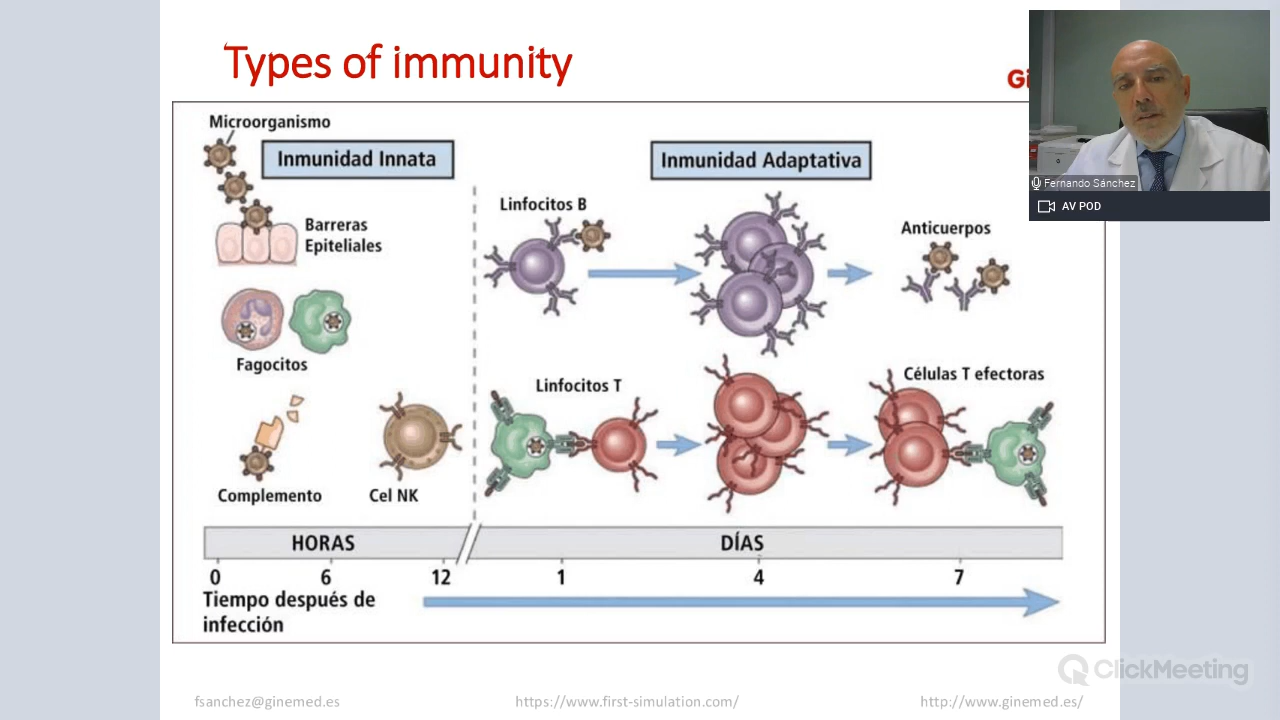 Types of immunity
Gi
Microorganismo
Inmunidad Innata
Inmunidad Adaptativa
Barreras
Epiteliales
Linfocitos B
Anticuerpos
Fagocitos
Linfocitos T
Células T efectoras
Complemento
Cel NK
HORAS
DÍAS
0 6 12 1 4 7
Tiempo después de
infección
Fernando Sánchez
AV POD
ClickMeeting
fsanchez@ginemed.es
https://www.first-simulation.com/
http://www.ginemed.es/